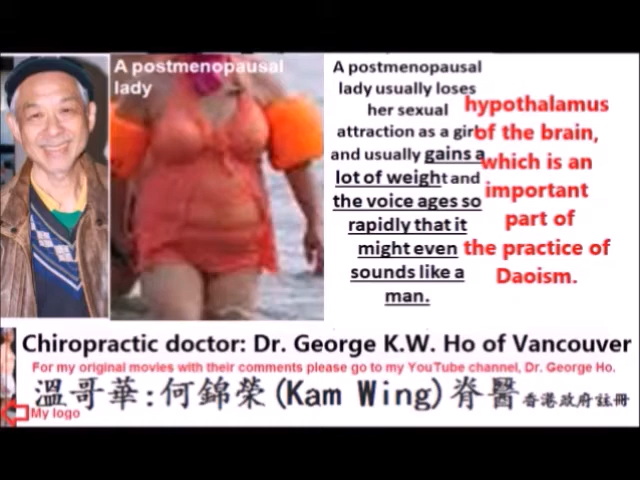 A postmenopausal
lady
A postmenopausal
lady usually loses
her sexual
attraction as a girl
and usually gains a
lot of weight and
the voice ages so
rapidly that it
might even
sounds like a
man.
hypothalamus
of the brain,
which is an
important
part of
the practice of
Daoism.
Chiropractic doctor: Dr. George K.W. Ho of Vancouver
For my original movies with their comments please go to my YouTube channel, Dr. George Ho.
溫哥華:何錦榮(Kam Wing)脊醫香港政府註冊
My logo